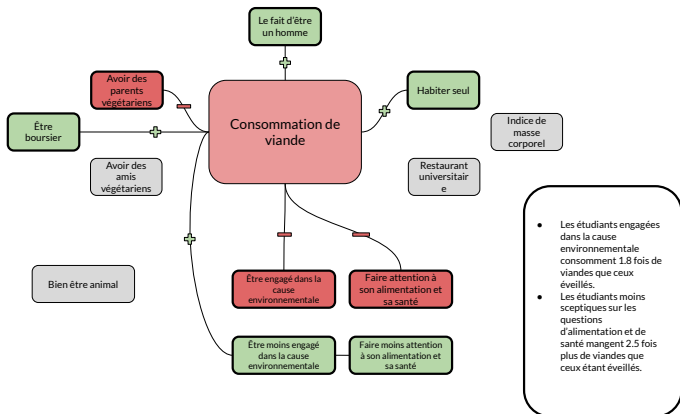 Le fait d'être
un homme
Avoir des
parents
végétariens
Habiter seul
Consommation de
viande
Être
boursier
Indice de
masse
corporel
Avoir des
amis
végétariens
Restaurant
universitair
e
Bien être animal
Être engagé dans la
cause
environnementale
Faire attention à
son alimentation et
sa santé
Être moins engagé
dans la cause
environnementale
Faire moins attention
à son alimentation et
sa santé
• Les étudiants engagées
dans la cause
environnementale
consomment 1.8 fois de
viandes que ceux
éveillés.
• Les étudiants moins
sceptiques sur les
questions
d'alimentation et de
santé mangent 2.5 fois
plus de viandes que
ceux étant éveillés.